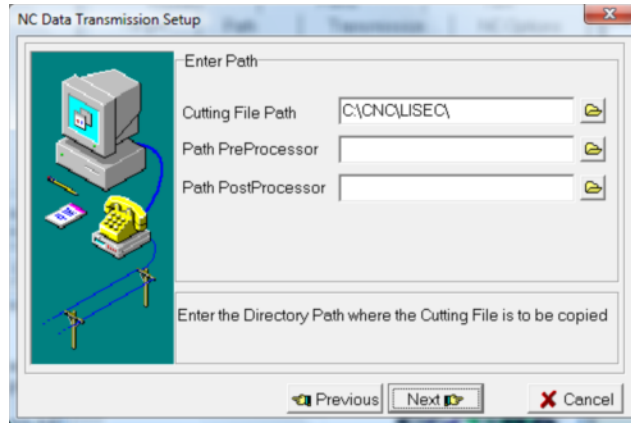 NC Data Transmission Setup
Enter Path
Cutting File Path C:\CNC\LISEC\
Path PreProcessor
Path PostProcessor
Enter the Directory Path where the Cutting File is to be copied
Previous Next Cancel